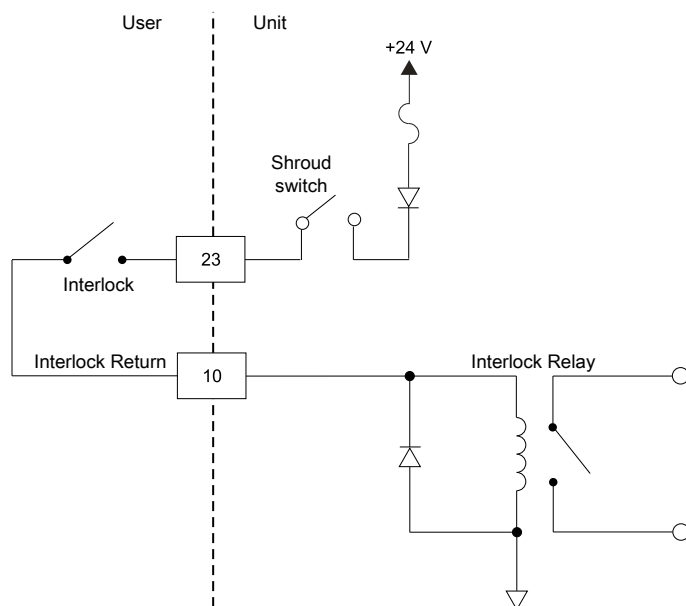 User
Unit
+24 V
Shroud
switch
23
Interlock
Interlock Return
10
Interlock Relay